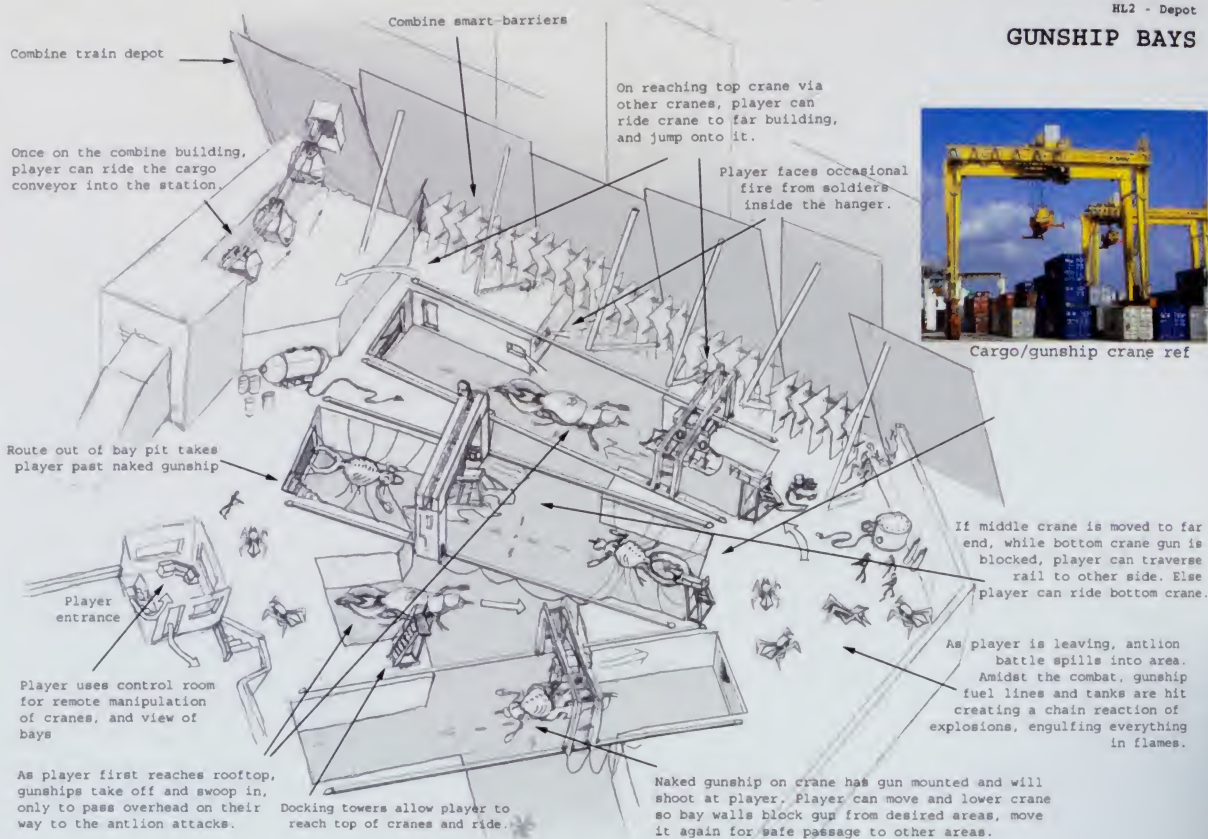 HL2 - Depot
GUNSHIP BAYS
Combine smart-barriers
Combine train depot
On reaching top crane via
other cranes, player can
ride crane to far building,
and jump onto it.
Once on the combine building,
player can ride the cargo
conveyor into the station.
Player faces occasional
fire from soldiers
inside the hanger.
Cargo/gunship crane ref
Route out of bay pit takes
player past naked gunship
If middle crane is moved to far
end, while bottom crane gun is
blocked, player can traverse
rail to other side. Else
player can ride bottom crane.
Player
entrance
As player is leaving, antlion
battle spills into area.
Amidst the combat, gunship
fuel lines and tanks are hit
creating a chain reaction of
explosions, engulfing everything
in flames.
Player uses control room
for remote manipulation
of cranes, and view of
bays
As player first reaches rooftop,
gunships take off and swoop in,
only to pass overhead on their
way to the antlion attacks.
Docking towers allow player to
reach top of cranes and ride.
Naked gunship on crane has gun mounted and will
shoot at player. Player can move and lower crane
so bay walls block gun from desired areas, move
it again for safe passage to other areas.